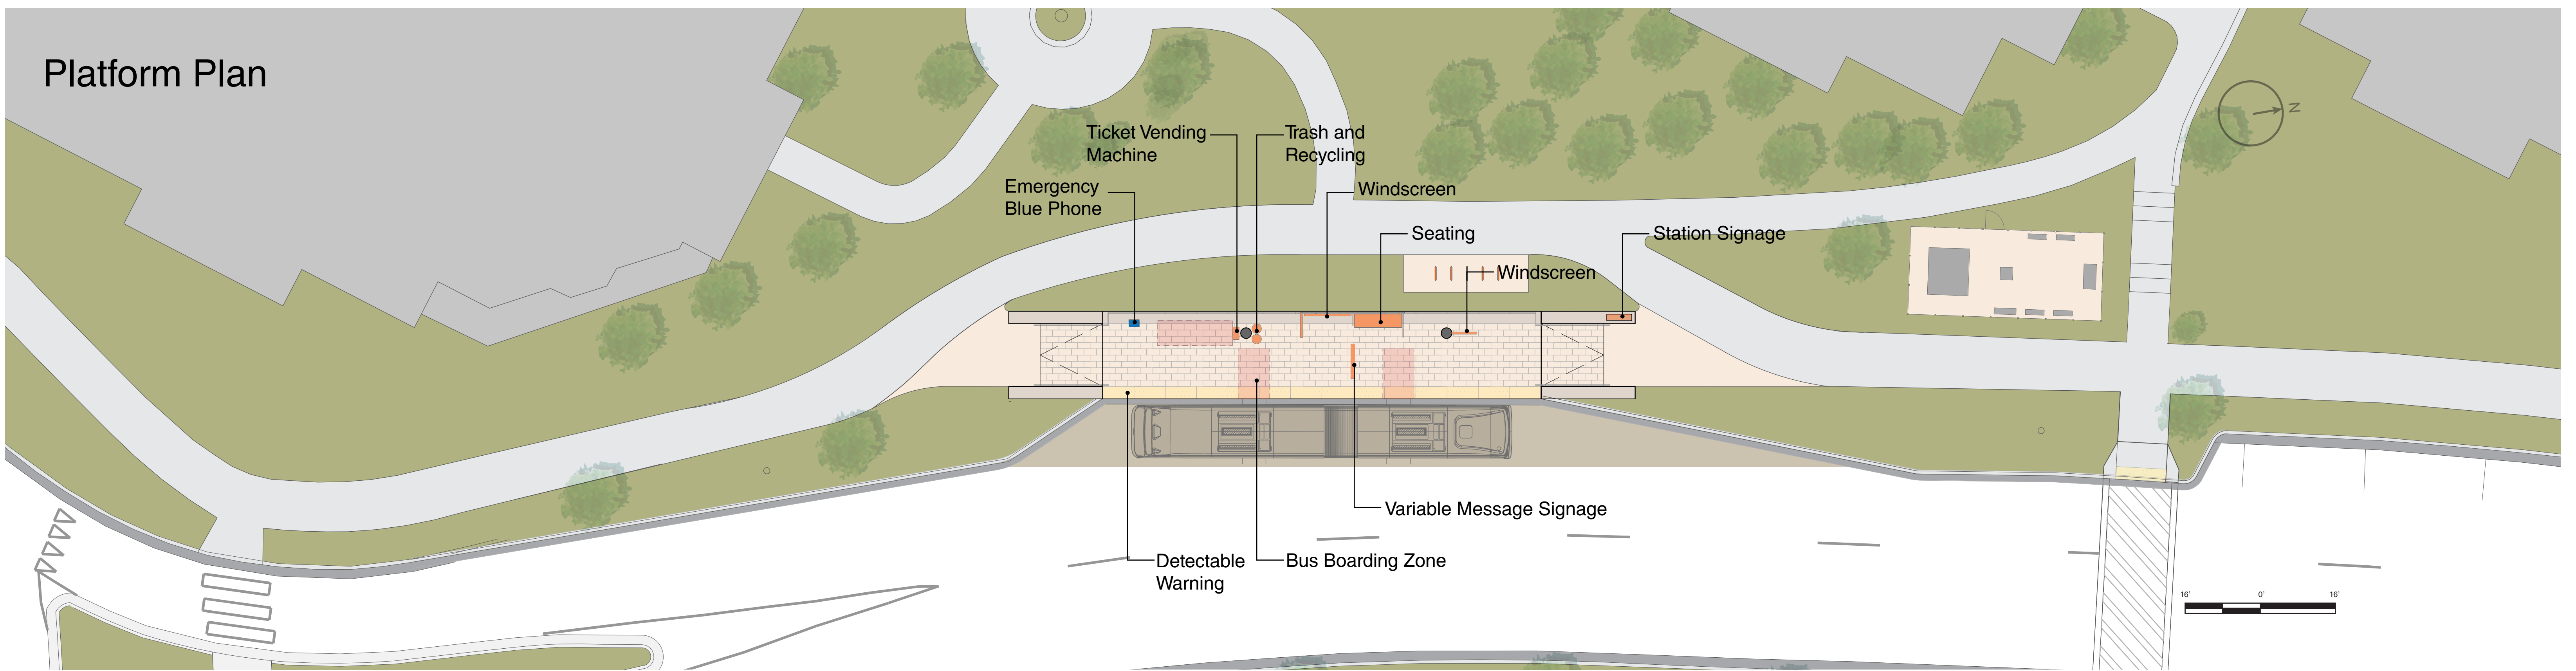 Platform Plan
Ticket Vending
Machine
Trash and
Recycling
Emergency
Blue Phone
Windscreen
Seating
Station Signage
Windscreen
N
Variable Message Signage
Detectable
Warning
Bus Boarding Zone
16'
0'
16'